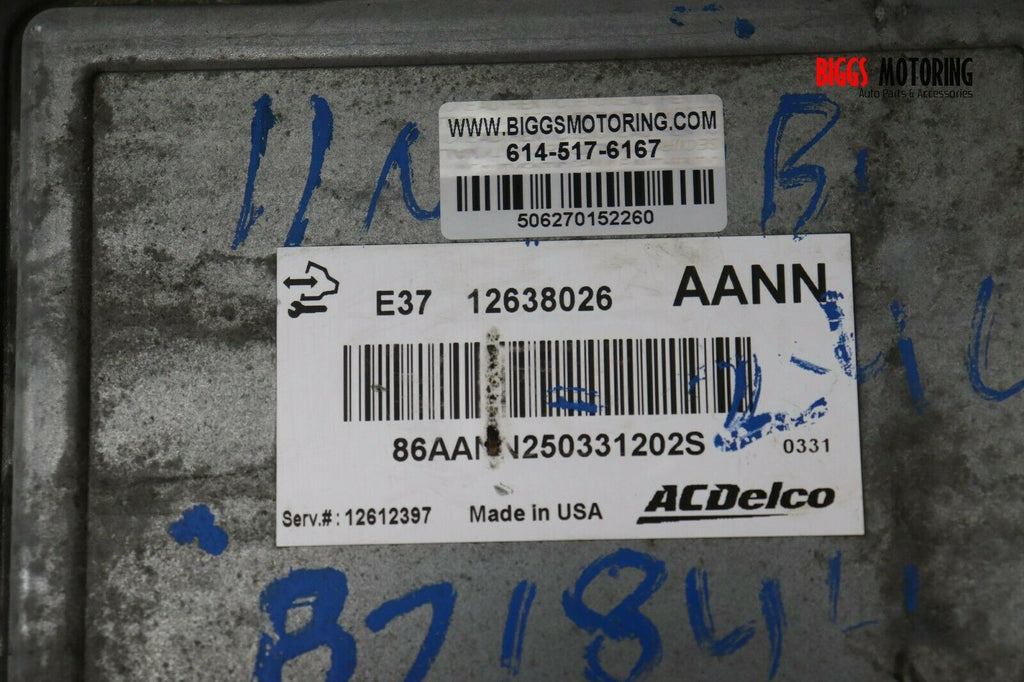 BIGGS MOTORING
Auto Parts & Accessories
WWW.BIGGSMOTORING.COM
614-517-6167
506270152260
E37 12638026 AANN
86AANN250331202S
0331
Serv.#: 12612397 Made in USA ACDelco